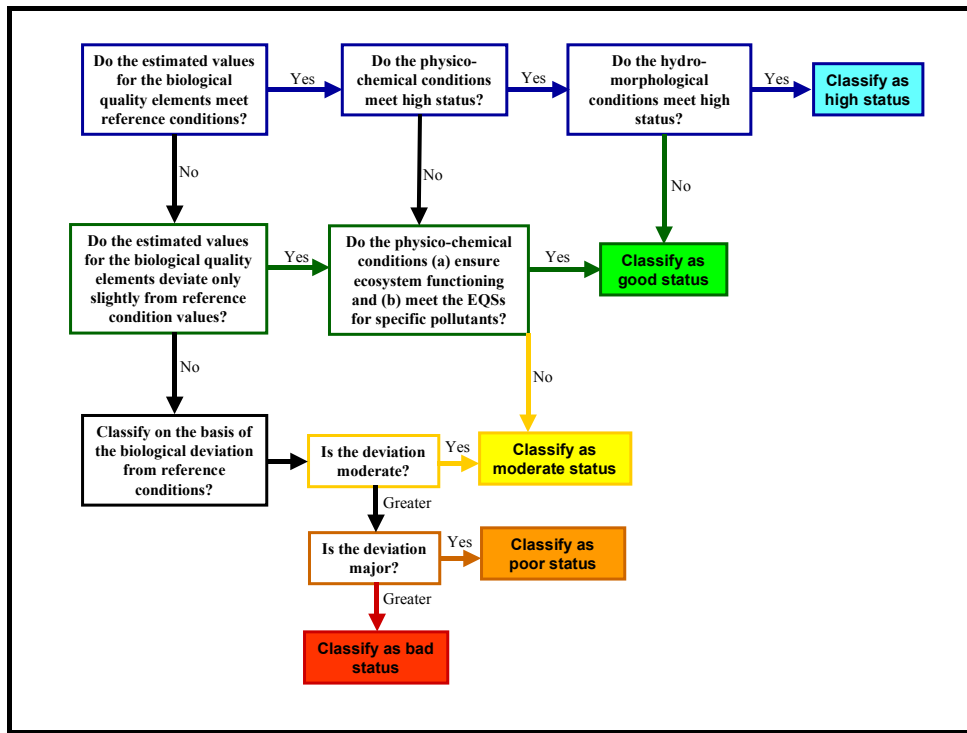 Do the estimated values
for the biological
quality elements meet
reference conditions?
Yes
Do the physico-
chemical conditions
meet high status?
Yes
Do the hydro-
morphological
conditions meet high
status?
Yes
Classify as
high status
No
No
No
Do the estimated values
for the biological quality
elements deviate only
slightly from reference
condition values?
Yes
Do the physico-chemical
conditions (a) ensure
ecosystem functioning
and (b) meet the EQSs
for specific pollutants?
Yes
Classify as
good status
No
No
Classify on the basis of
the biological deviation
from reference
conditions?
Is the deviation
moderate?
Yes
Classify as
moderate status
Greater
Is the deviation
major?
Yes
Classify as
poor status
Greater
Classify as bad
status